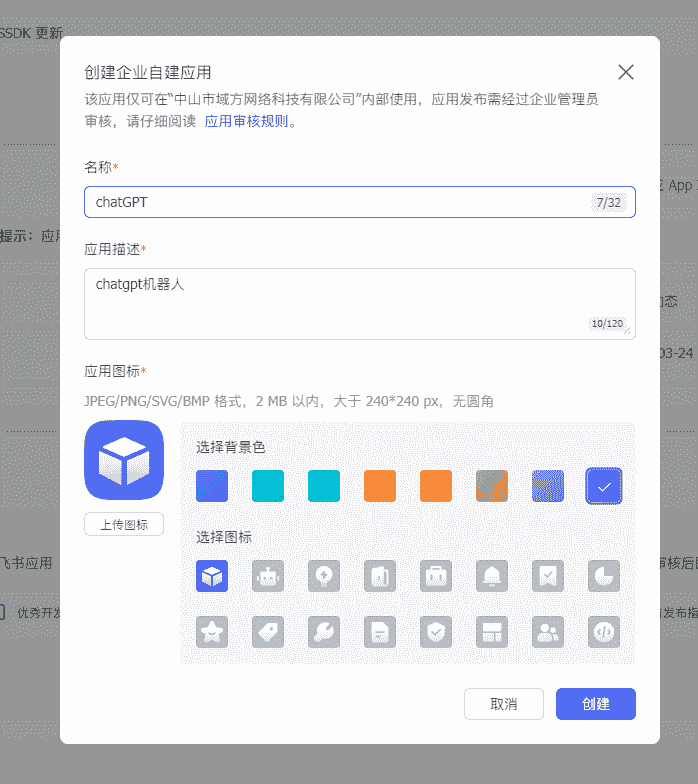 SSDK 更新
创建企业自建应用
该应用仅可在“中山市域方网络科技有限公司”内部使用，应用发布需经过企业管理员
审核，请仔细阅读 应用审核规则。
名称*
App
chatGPT
7/32
提示：应用
应用描述*
chatgpt机器人
动态
10/120
03-24
应用图标*
JPEG/PNG/SVG/BMP 格式，2 MB 以内，大于 240*240 px，无圆角
选择背景色
上传图标
选择图标
飞书应用
审核后
优秀开发
发布指
取消
创建